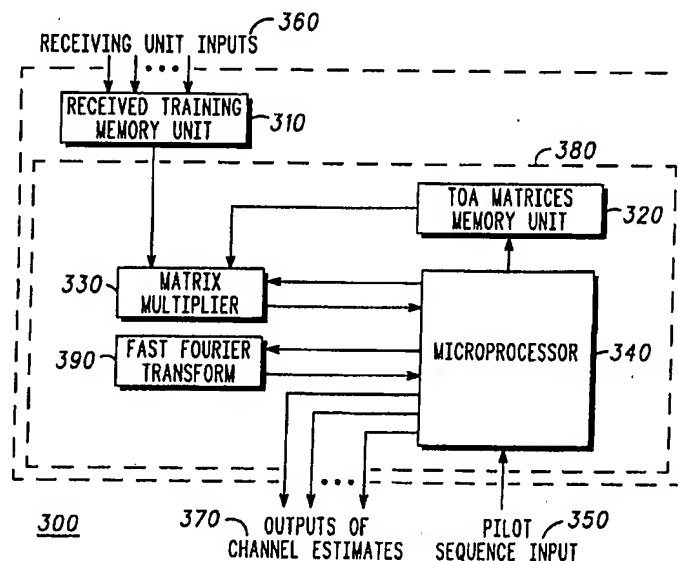 RECEIVING UNIT INPUTS 360
RECEIVED TRAINING
MEMORY UNIT
310
380
TOA MATRICES
MEMORY UNIT
320
330
MATRIX
MULTIPLIER
390
FAST FOURIER
TRANSFORM
MICROPROCESSOR
340
300
370
OUTPUTS OF
CHANNEL ESTIMATES
PILOT
SEQUENCE INPUT
350